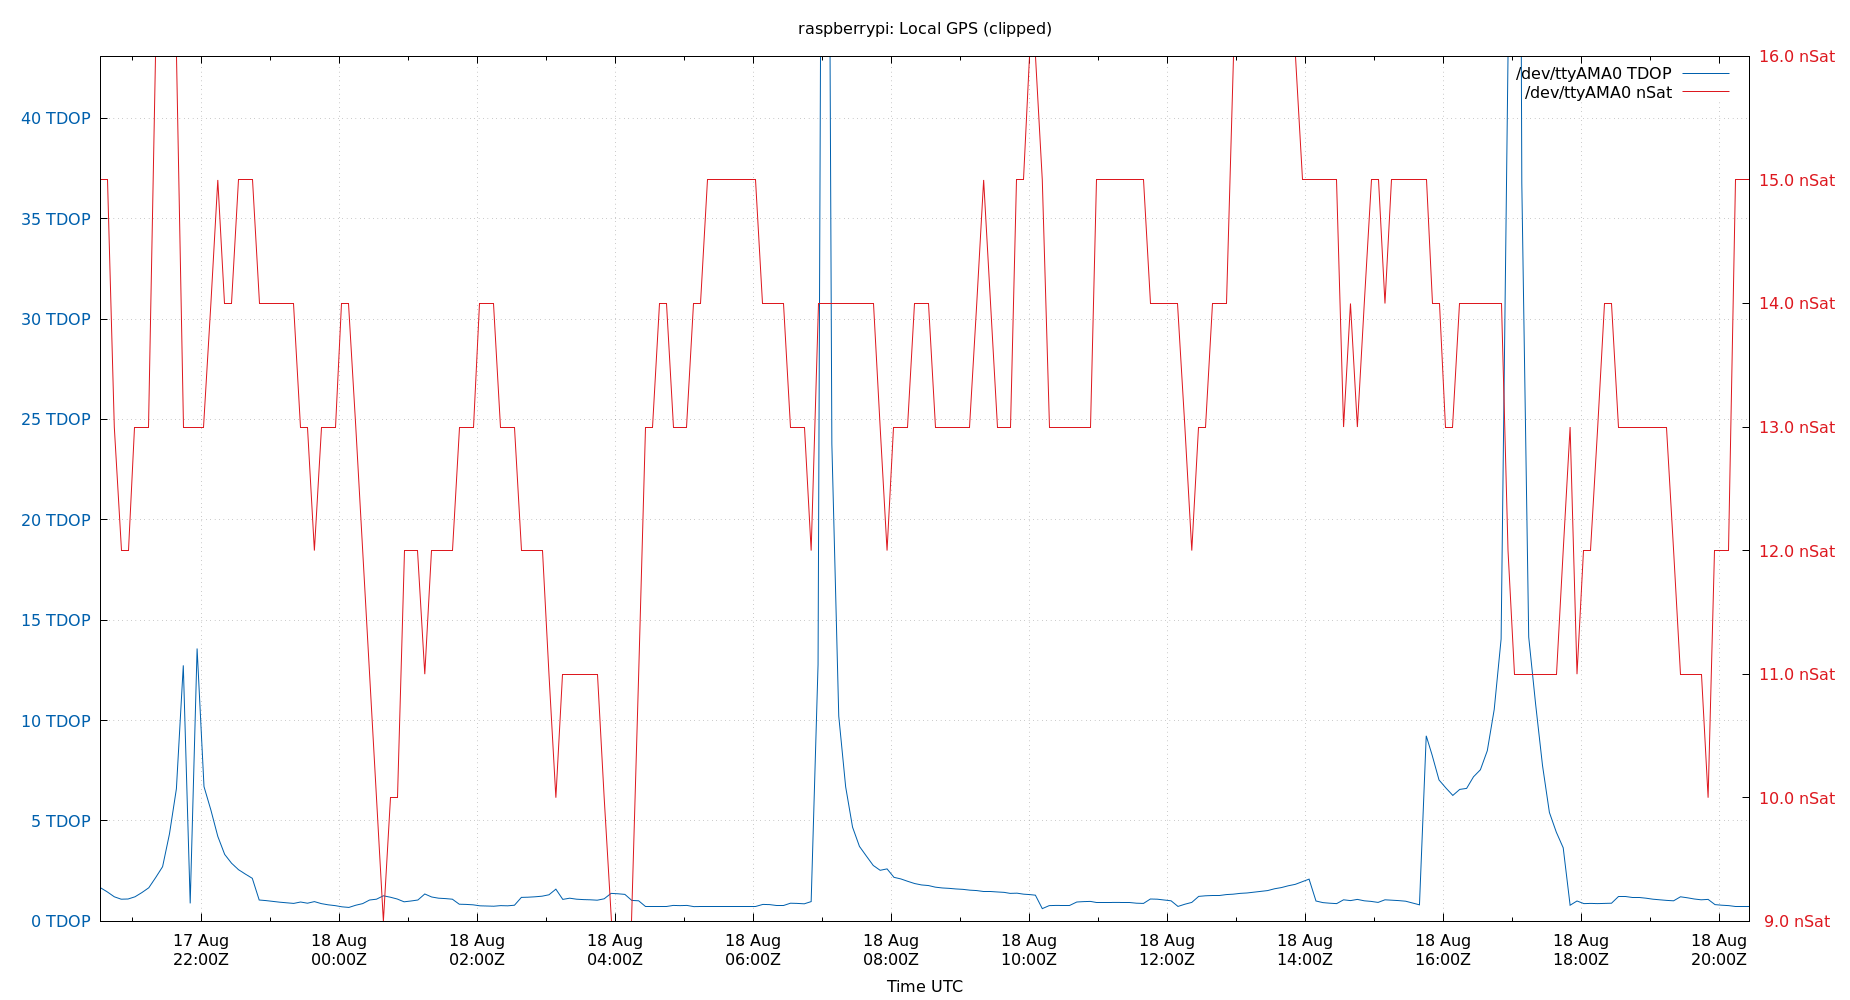 raspberrypi: Local GPS (clipped)
/dev/ttyAMA0 TDOP
/dev/ttyAMA0 nSat
40 TDOP
35 TDOP
30 TDOP
25 TDOP
20 TDOP
15 TDOP
10 TDOP
5 TDOP
0 TDOP
16.0 nSat
15.0 nSat
14.0 nSat
13.0 nSat
12.0 nSat
11.0 nSat
10.0 nSat
9.0 nSat
17 Aug
22:00Z
18 Aug
00:00Z
18 Aug
02:00Z
18 Aug
04:00Z
18 Aug
06:00Z
18 Aug
08:00Z
18 Aug
10:00Z
18 Aug
12:00Z
18 Aug
14:00Z
18 Aug
16:00Z
18 Aug
18:00Z
18 Aug
20:00Z
Time UTC